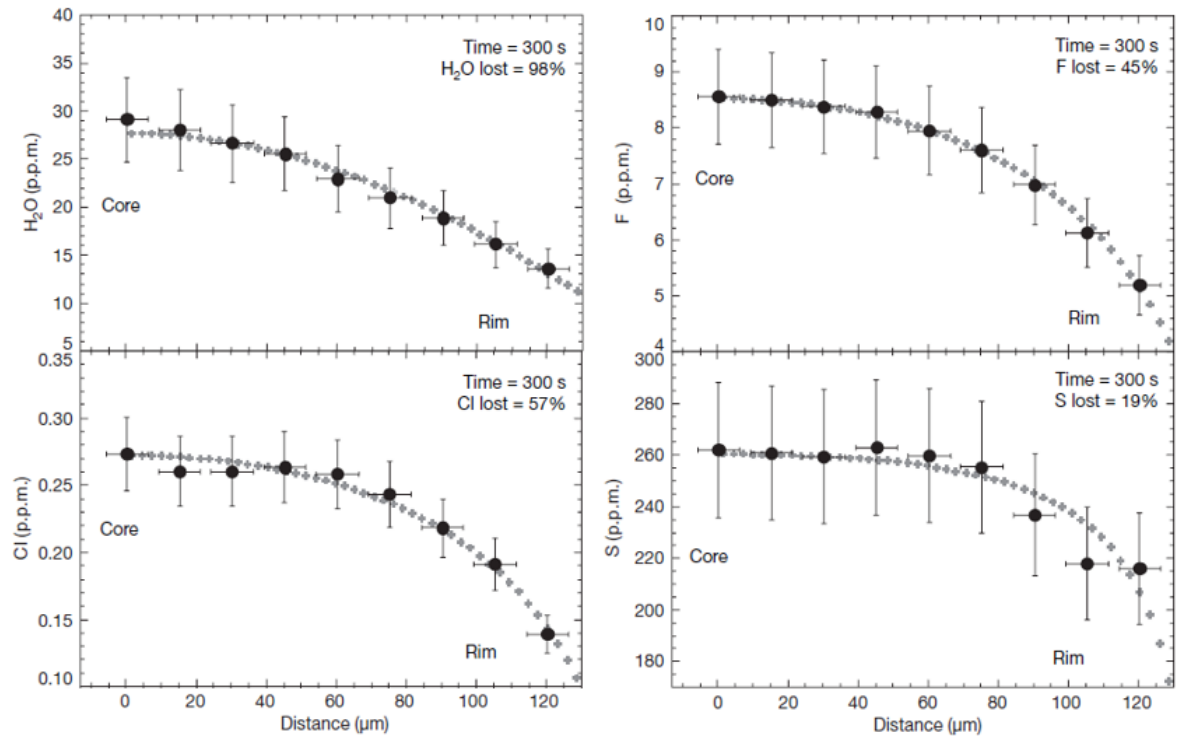 40
35
30
25
20
15
10
5
H₂O (p.p.m.)
Time = 300 s
H₂O lost = 98%
Core
Rim
10
9
8
7
6
5
4
F (p.p.m.)
Time = 300 s
F lost = 45%
Core
Rim
0.35
0.30
0.25
0.20
0.15
0.10
Cl (p.p.m.)
Time = 300 s
Cl lost = 57%
Core
Rim
0 20 40 60 80 100 120
Distance (µm)
300
280
260
240
220
200
180
S (p.p.m.)
Time = 300 s
S lost = 19%
Core
Rim
0 20 40 60 80 100 120
Distance (µm)